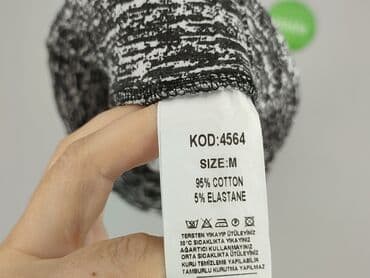 KOD:4564
SIZE:M
95% COTTON
5% ELASTANE
TERSTEN YIKAYIP ÜTÜLEYİNİZ
30°C SICAKLIKTA YIKAYINIZ
AĞARTICI KULLANMAYINIZ
ORTA SICAKLIKTA ÜTÜLEYİNİZ
KURU TEMİZLEME YAPILABİLİR
TAMBURLU KURUTMA YAPILMAZ